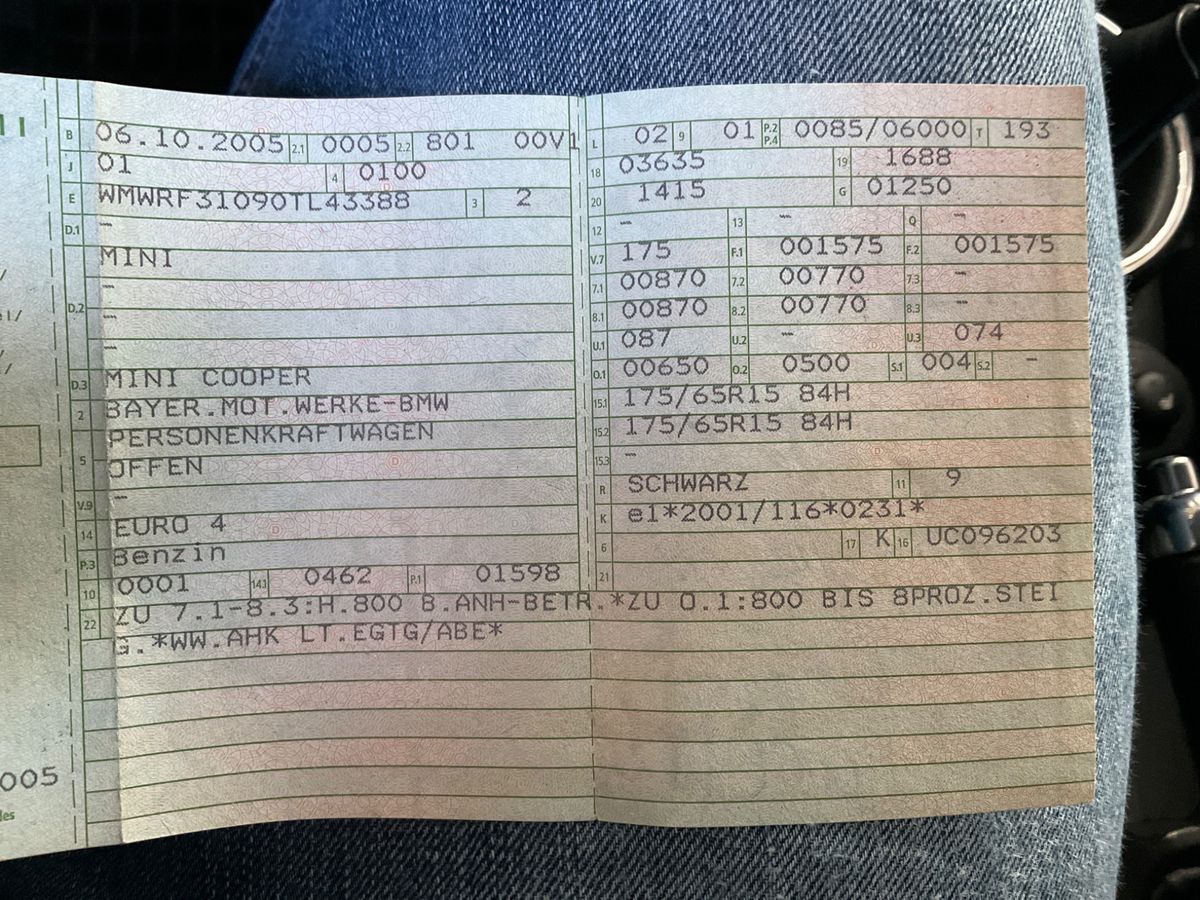 B 06.10.2005 2.1 0005 2.2 801 00V1
J 01 4 0100
E WMWRF31090TL43388 3 2
D.1 –
MINI
D.2 –
–
–
D.3 MINI COOPER
2 BAYER.MOT.WERKE-BMW
5 PERSONENKRAFTWAGEN
OFFEN
V.9 –
14 EURO 4
P.3 Benzin
10 0001 14.1 0462 P.1 01598
L 02 9 01 P.2 P.4 0085/06000 T 193
18 03635 19 1688
20 1415 G 01250
12 – 13 – Q –
V.7 175 F.1 001575 F.2 001575
7.1 00870 7.2 00770 7.3 –
8.1 00870 8.2 00770 8.3 –
U.1 087 U.2 – U.3 074
O.1 00650 O.2 0500 S.1 004 S.2 –
15.1 175/65R15 84H
15.2 175/65R15 84H
15.3 –
R SCHWARZ 11 9
K e1*2001/116*0231*
6 17 K 16 UC096203
21
22 ZU 7.1-8.3:H.800 B.ANH-BETR.*ZU O.1:800 BIS 8PROZ.STEI
G.*WW.AHK LT.EGTG/ABE*
005